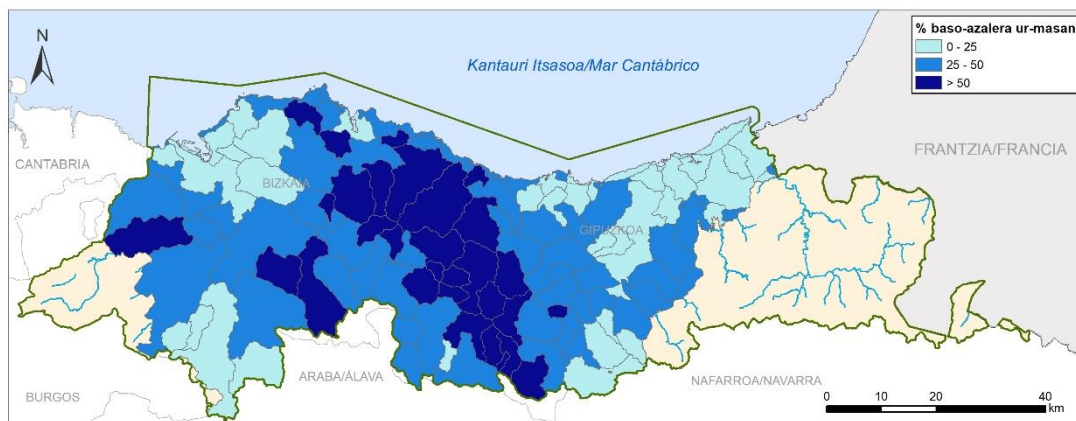 N
Kantauri Itsasoa/Mar Cantábrico
% baso-azalera ur-masan
0 - 25
25 - 50
> 50
CANTABRIA
FRANTZIA/FRANCIA
BIZKAIA
GIPUZKOA
ARABA/ÁLAVA
NAFARROA/NAVARRA
BURGOS
0 10 20 40
km